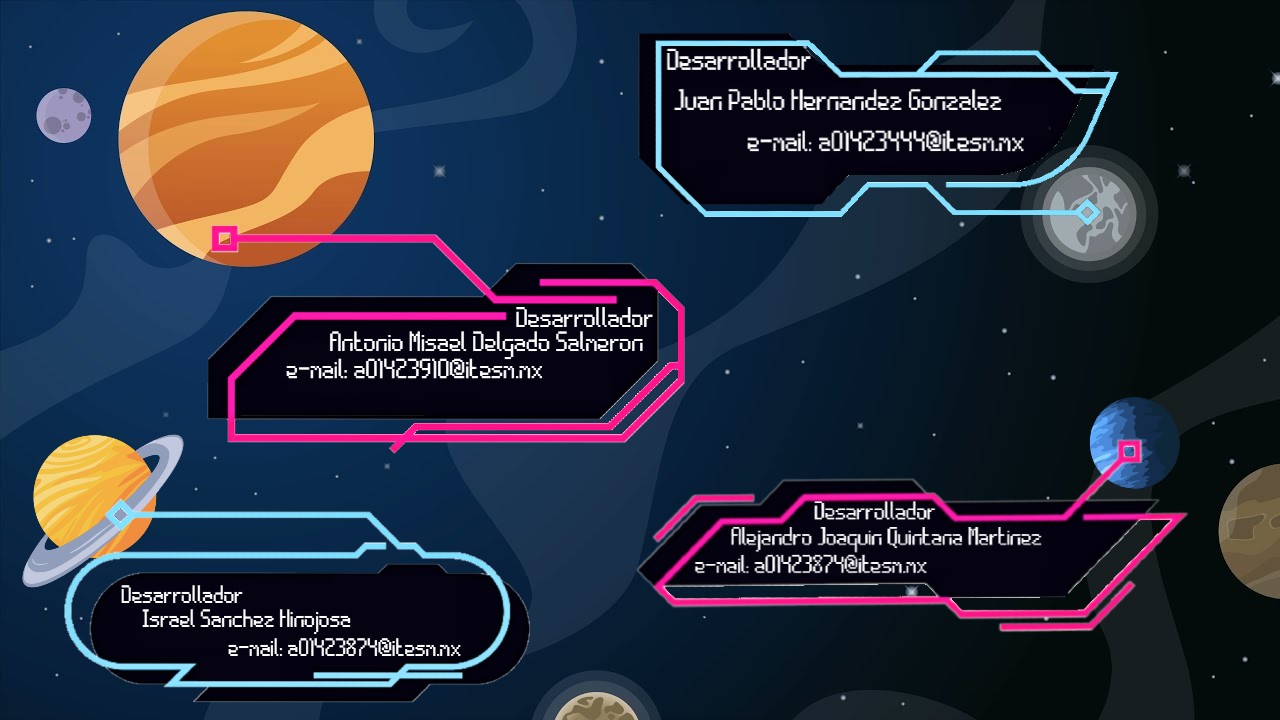 Desarrollador
Juan Pablo Hernandez Gonzalez
e-mail: a01423444@itesm.mx
Desarrollador
Antonio Misael Delgado Salmeron
e-mail: a01423910@itesm.mx
Desarrollador
Alejandro Joaquin Quintana Martinez
e-mail: a01423874@itesm.mx
Desarrollador
Israel Sanchez Hinojosa
e-mail: a01423874@itesm.mx